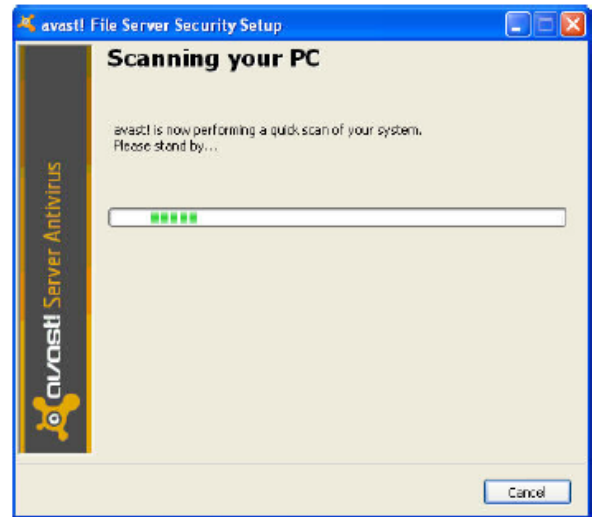 avast! File Server Security Setup
Scanning your PC
avast! is now performing a quick scan of your system.
Please stand by...
avast! Server Antivirus
Cancel